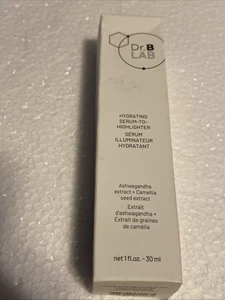 Dr.B
LAB
HYDRATING
SERUM-TO-
HIGHLIGHTER
SÉRUM
ILLUMINATEUR
HYDRATANT
Ashwagandha
extract + Camellia
seed extract
Extrait
d'ashwagandha +
Extrait de graines
de camélia
net 1 fl.oz. - 30 ml